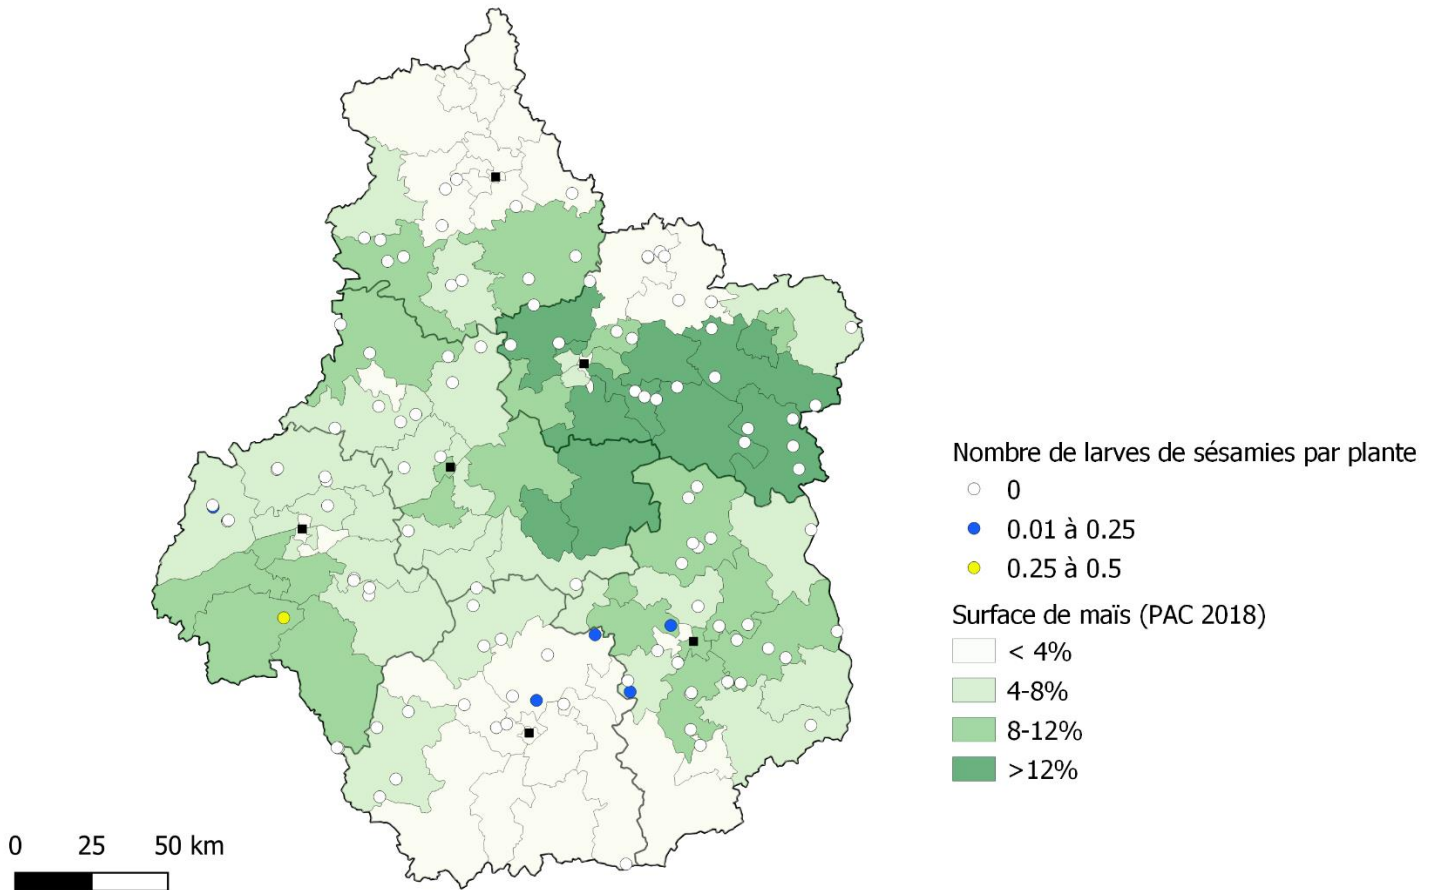 Nombre de larves de sésamies par plante
0
0.01 à 0.25
0.25 à 0.5
Surface de maïs (PAC 2018)
< 4%
4-8%
8-12%
>12%
0 25 50 km